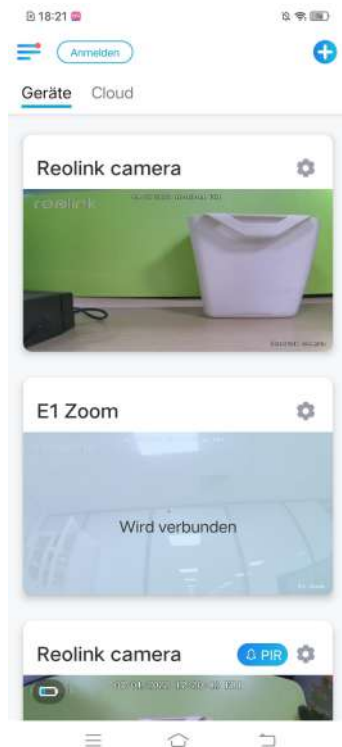 18:21
Anmelden
Geräte Cloud
Reolink camera
reolink
E1 Zoom
Wird verbunden
Reolink camera
PIR